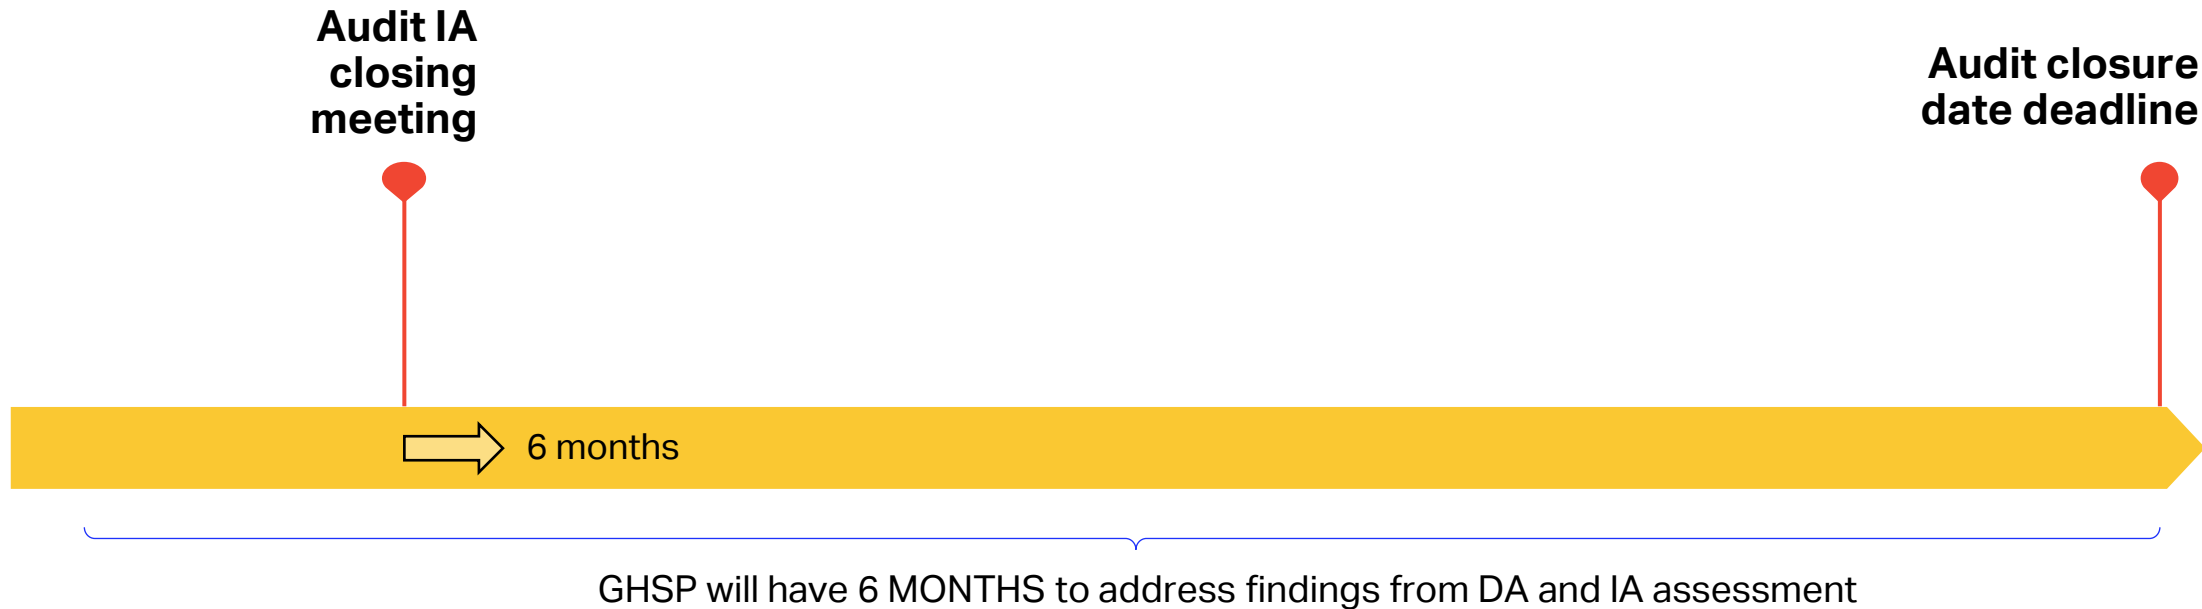 Audit IA
closing
meeting
Audit closure
date deadline
6 months
GHSP will have 6 MONTHS to address findings from DA and IA assessment